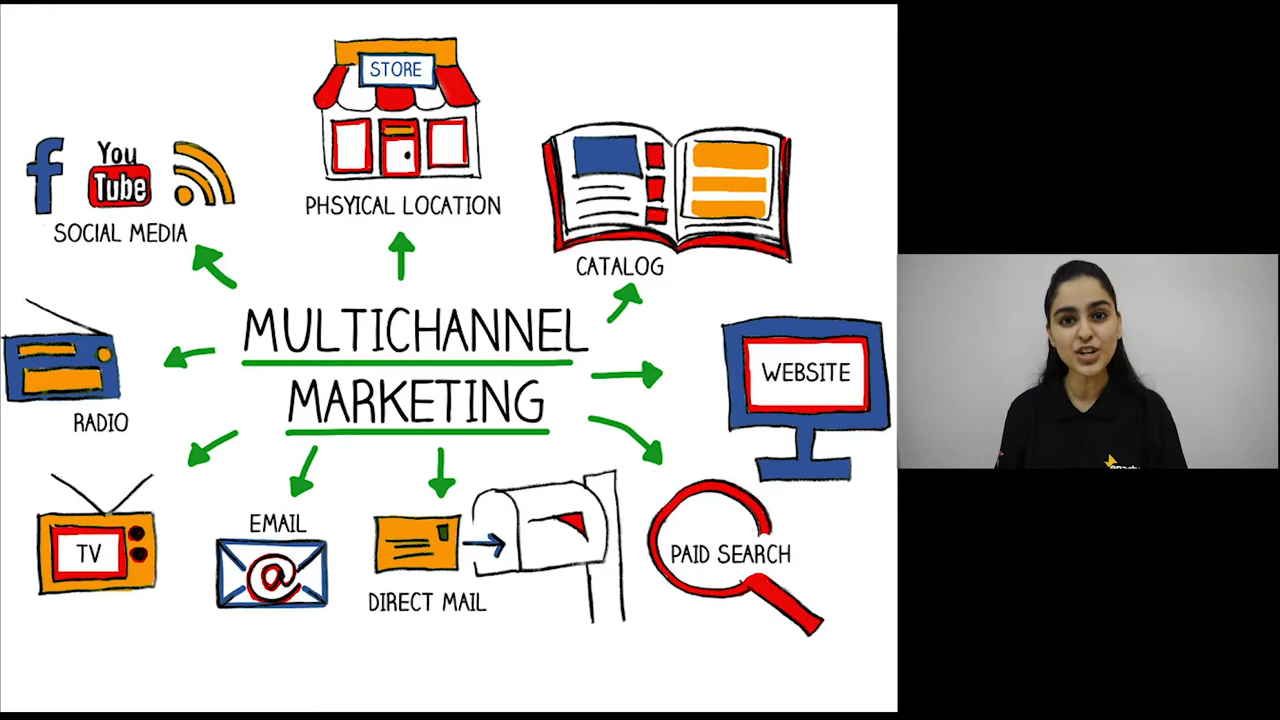 STORE
PHSYICAL LOCATION
f You Tube
SOCIAL MEDIA
CATALOG
MULTICHANNEL
MARKETING
RADIO
WEBSITE
TV
EMAIL
@
DIRECT MAIL
PAID SEARCH